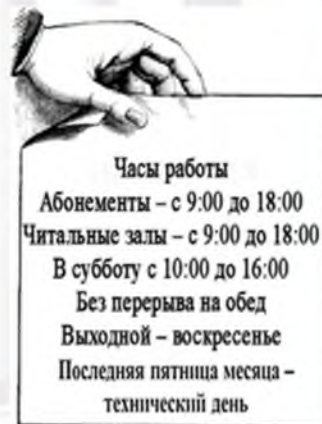 Часы работы
Абонементы – с 9:00 до 18:00
Читальные залы – с 9:00 до 18:00
В субботу с 10:00 до 16:00
Без перерыва на обед
Выходной – воскресенье
Последняя пятница месяца –
технический день